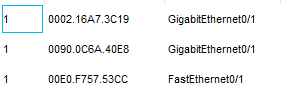 1 0002.16A7.3C19 GigabitEthernet0/1
1 0090.0C6A.40E8 GigabitEthernet0/1
1 00E0.F757.53CC FastEthernet0/1